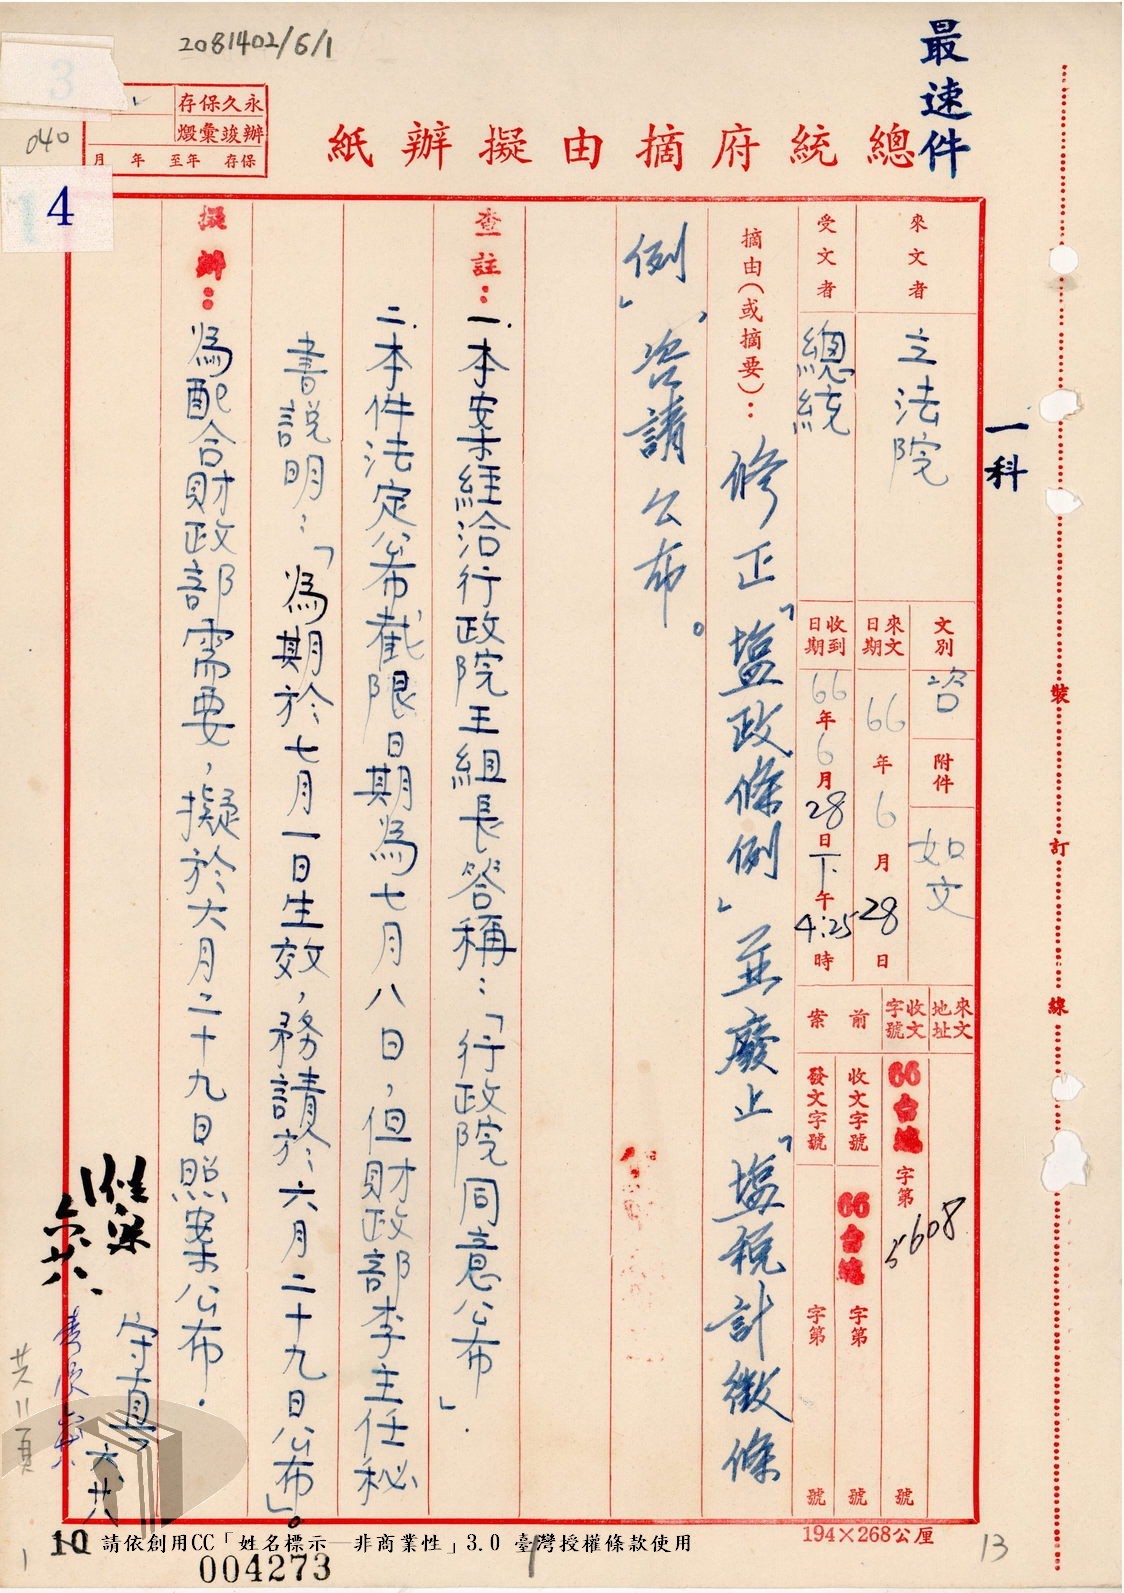 2081402/6/1
最速件
總統府摘由擬辦紙
永久保存
辦竣彙燬
保存 年至 年 月
040
3
4
一科
來文者
立法院
受文者
總統
文別
咨
附件
如文
來文日期
66年6月28日
收到日期
66年6月28日下午4:25時
來文地址
收文字號
66台總字第5608號
前案
收文字號
66台總字第 號
發文字號
字第 號
摘由(或摘要):
修正「塩政條例」並廢止「塩稅計徵條
例」,咨請公布。
查註:
一.本案經洽行政院王組長答稱:「行政院同意公布」.
二.本件法定公布截限日期為七月八日,但財政部李主任秘
書說明:「為期於七月一日生效,務請於六月二十九日公布」。
擬辦:
為配合財政部需要,擬於六月二十九日照案公布.
守真
六廿八
共11頁
裝
訂
線
194×268公厘
10
請依創用CC「姓名標示─非商業性」3.0 臺灣授權條款使用
004273
1
13